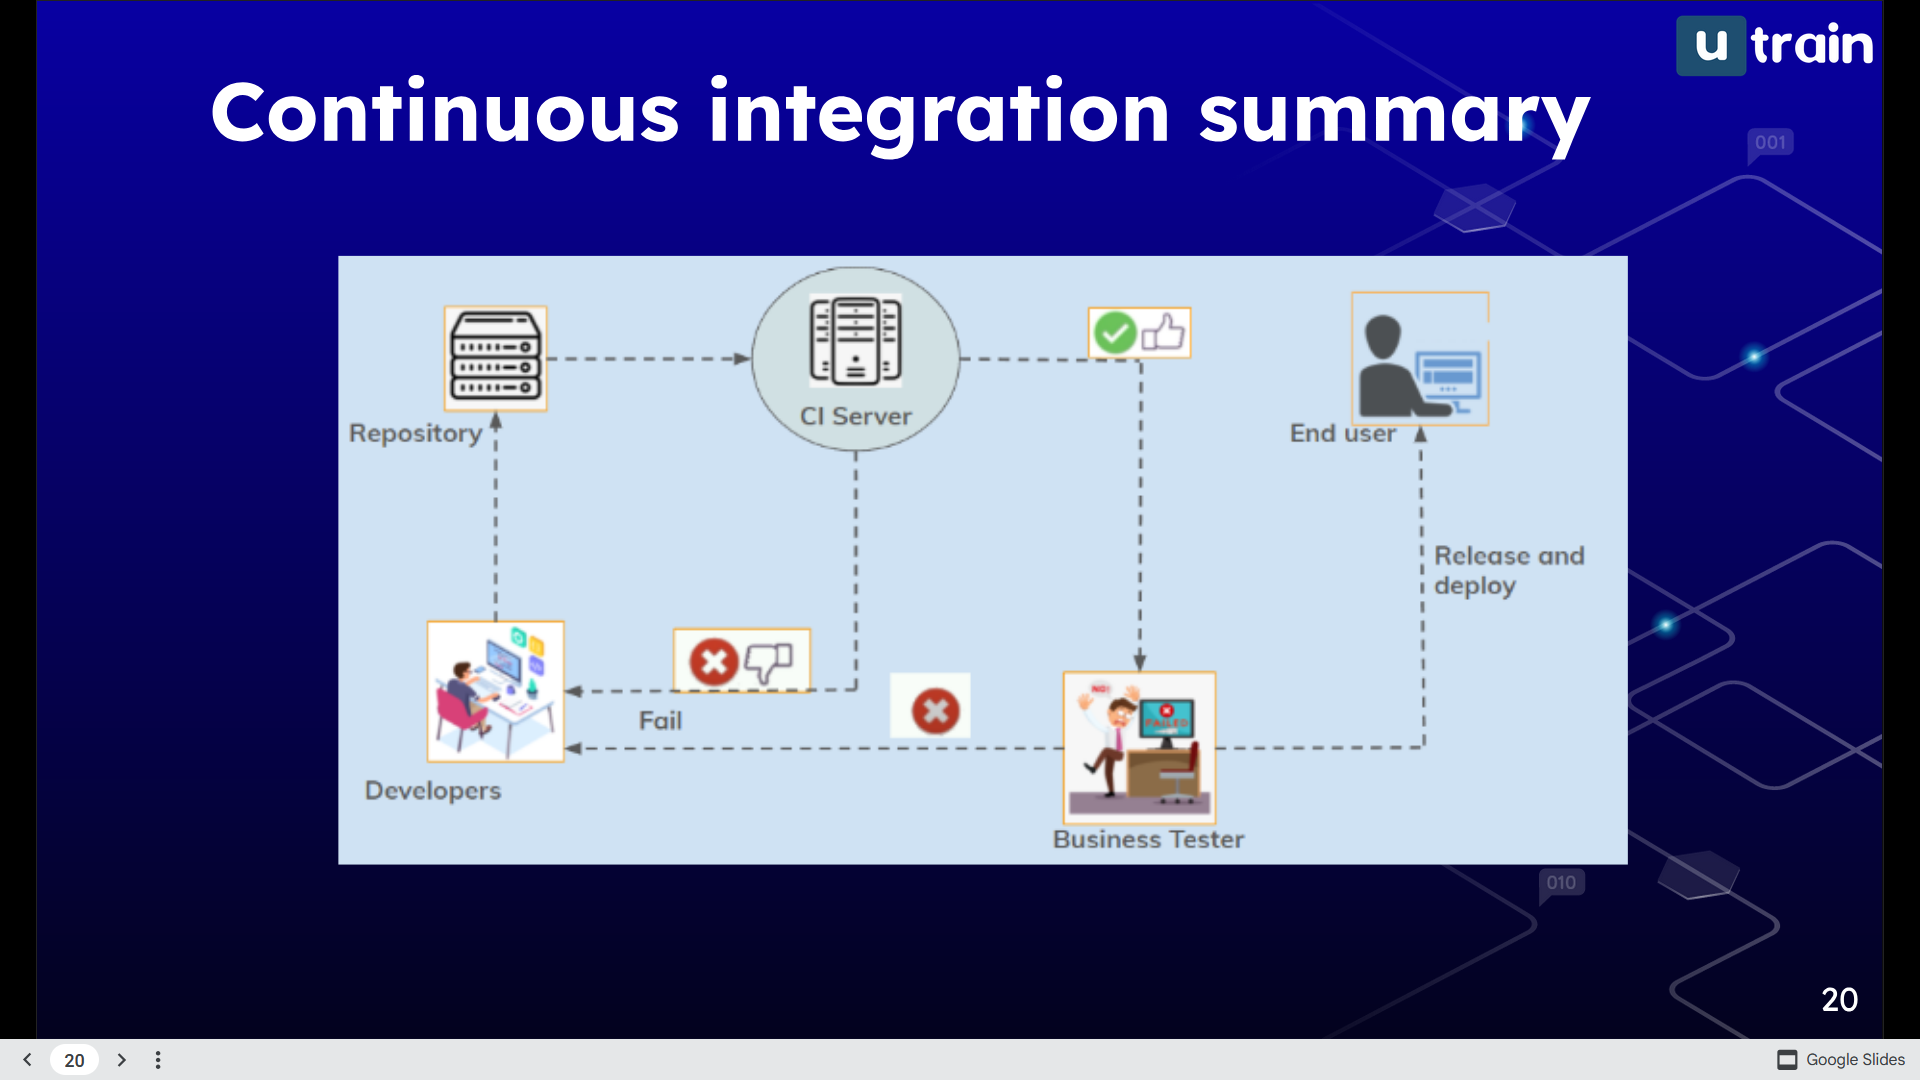 u train
Continuous integration summary
001
CI Server
Repository
End user
Release and
deploy
Fail
NO!
FAILED
Developers
Business Tester
010
20
20
Google Slides